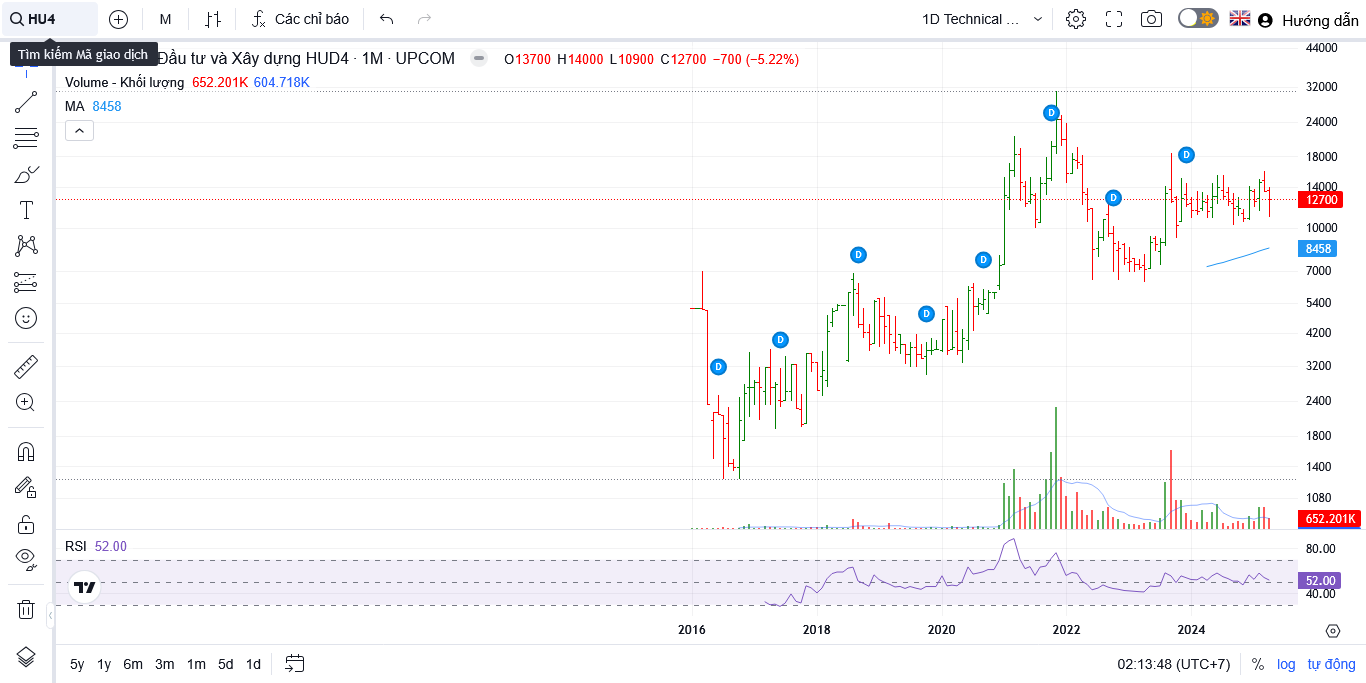 HU4
M
Các chỉ báo
1D Technical ...
Hướng dẫn
Tìm kiếm Mã giao dịch
Đầu tư và Xây dựng HUD4 · 1M · UPCOM
O13700 H14000 L10900 C12700 −700 (−5.22%)
Volume - Khối lượng 652.201K 604.718K
MA 8458
44000
32000
24000
18000
14000
12700
10000
8458
7000
5400
4200
3200
2400
1800
1400
1080
652.201K
D
D
D
D
D
D
D
D
RSI 52.00
80.00
52.00
40.00
2016
2018
2020
2022
2024
5y 1y 6m 3m 1m 5d 1d
02:13:48 (UTC+7)
% log tự động